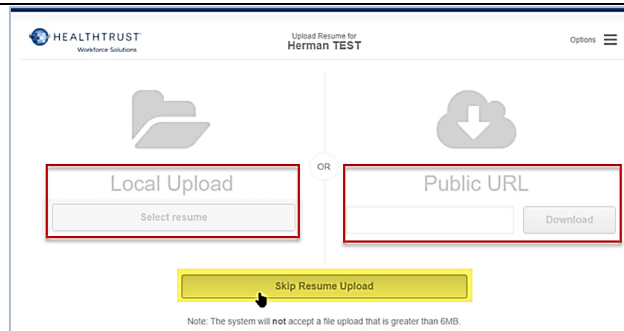 HEALTHTRUST
Workforce Solutions
Upload Resume for
Herman TEST
Options
Local Upload
Select resume
OR
Public URL
Download
Skip Resume Upload
Note: The system will not accept a file upload that is greater than 6MB.